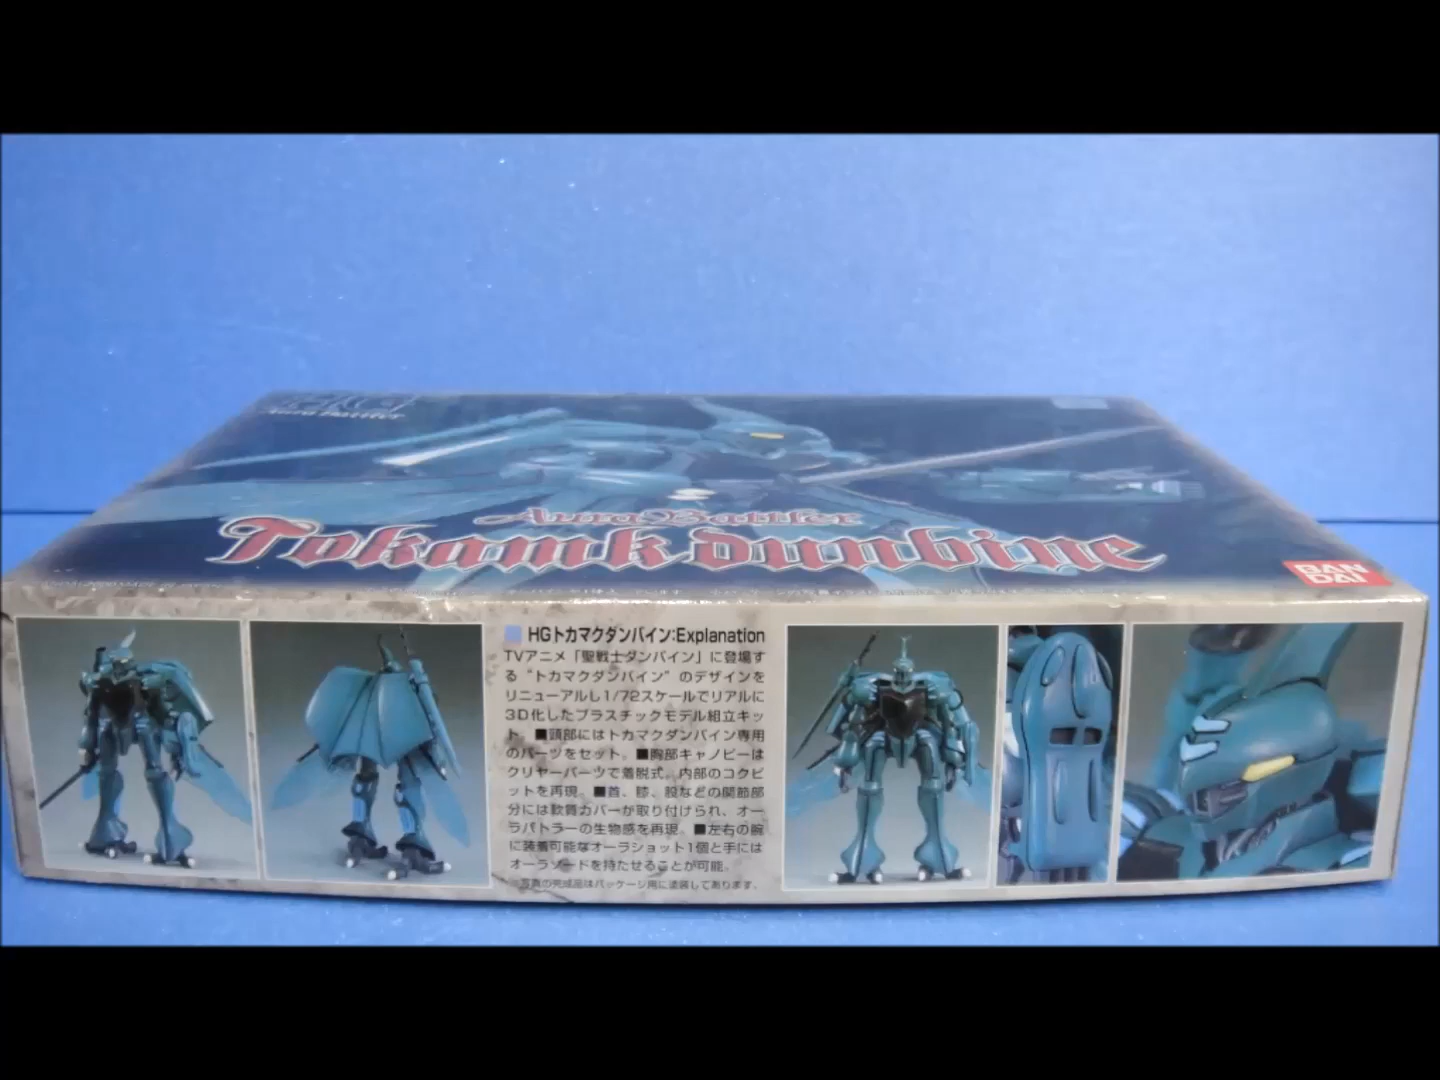 HG
Aura Battler
Aura Battler
Tokamk dunbine
BAN
DAI
HGトカマクダンバイン:Explanation
TVアニメ「聖戦士ダンバイン」に登場す
る“トカマクダンバイン”のデザインを
リニューアルし1/72スケールでリアルに
3D化したプラスチックモデル組立キッ
ト。■頭部にはトカマクダンバイン専用
のパーツをセット。■胸部キャノピーは
クリヤーパーツで着脱式。内部のコクピ
ットを再現。■首、膝、股などの関節部
分には軟質カバーが取り付けられ、オー
ラバトラーの生物感を再現。■左右の腕
に装着可能なオーラショット1個と手には
オーラソードを持たせることが可能。
※写真の完成品はパッケージ用に塗装してあります。